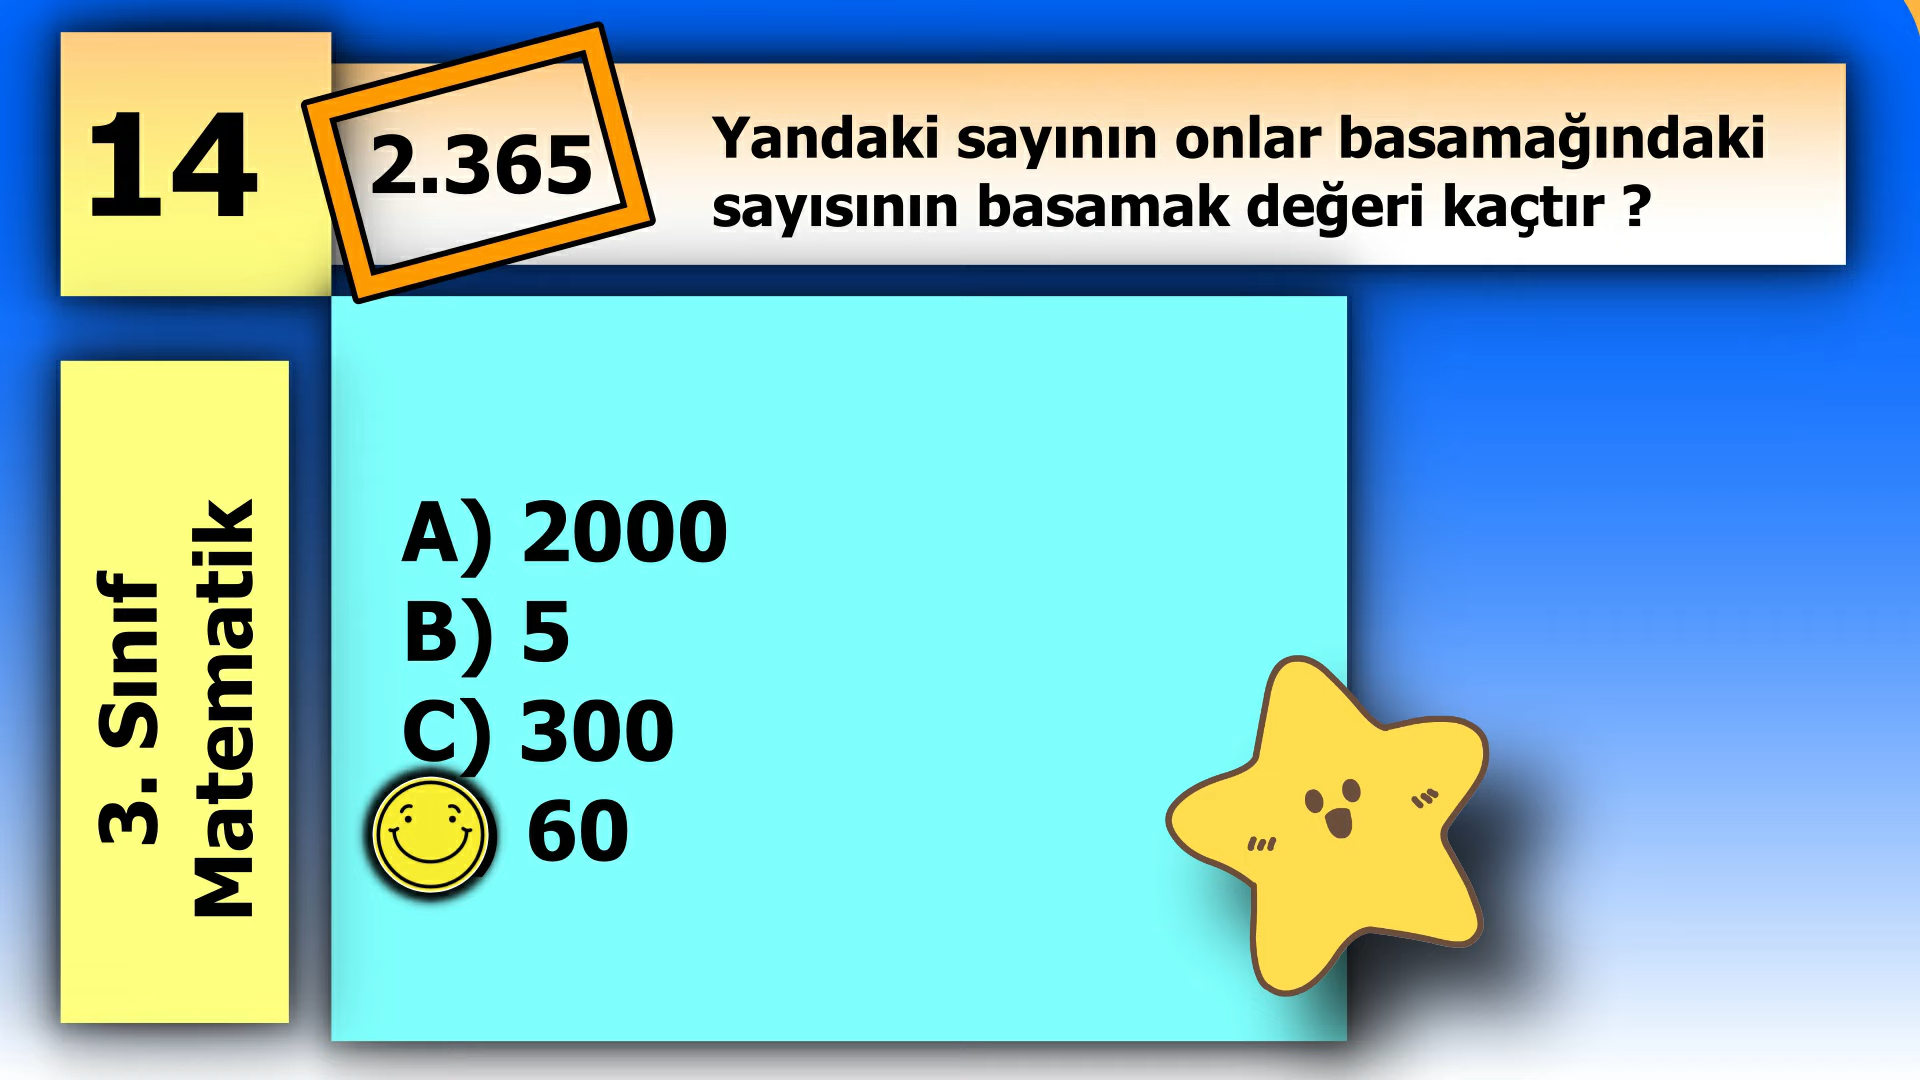 14
2.365
Yandaki sayının onlar basamağındaki
sayısının basamak değeri kaçtır ?
3. Sınıf
Matematik
A) 2000
B) 5
C) 300
60